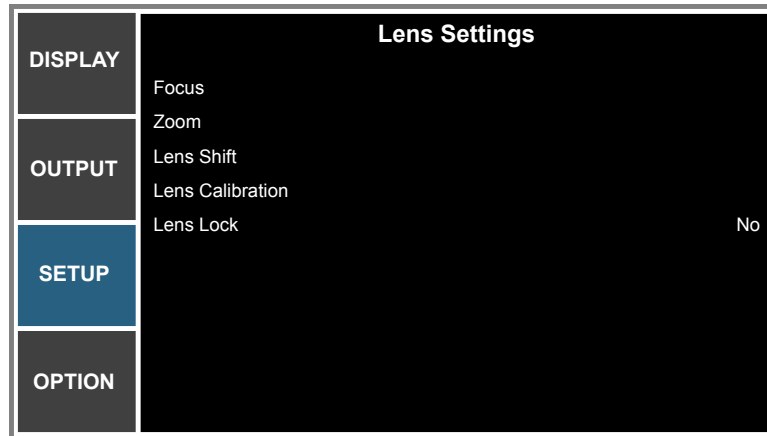 DISPLAY
OUTPUT
SETUP
OPTION
Lens Settings
Focus
Zoom
Lens Shift
Lens Calibration
Lens Lock No